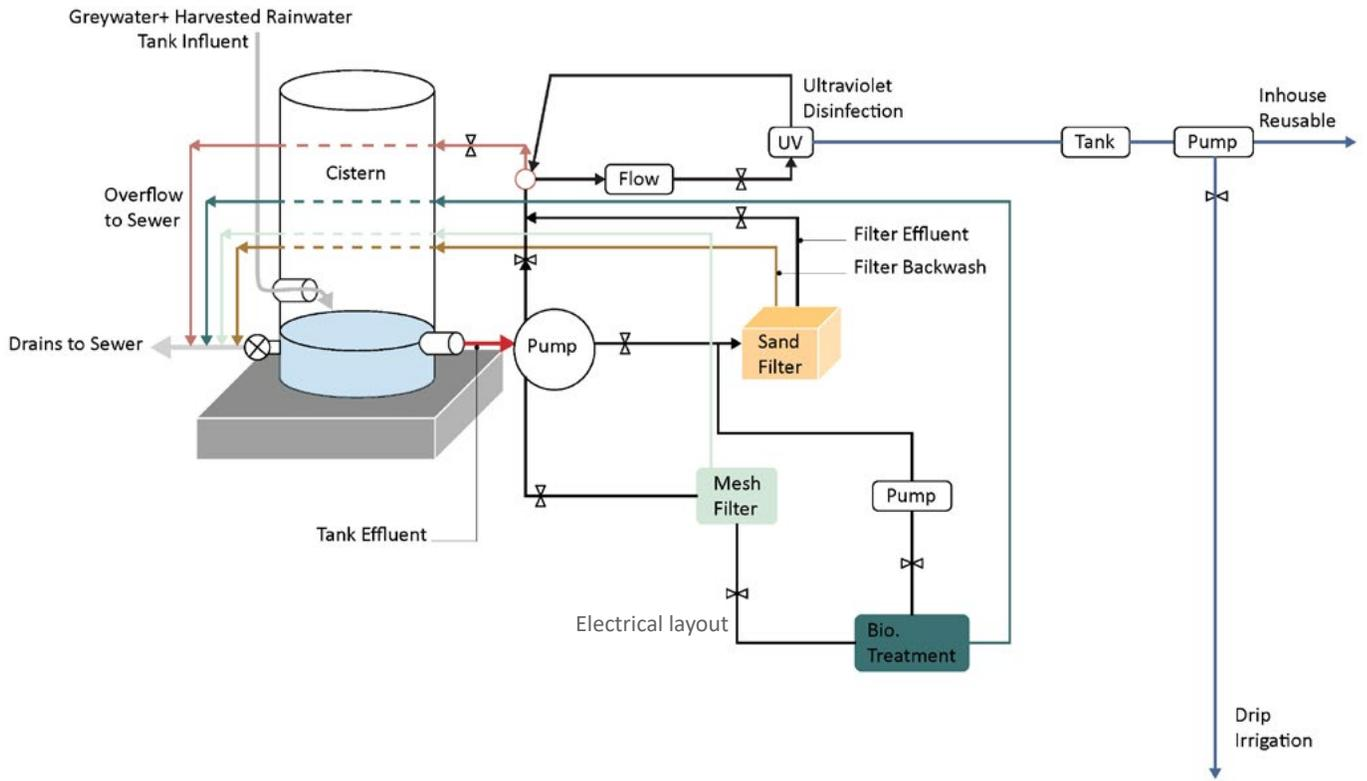 Greywater+ Harvested Rainwater
Tank Influent
Ultraviolet
Disinfection
Inhouse
Reusable
UV
Tank
Pump
Cistern
Flow
Overflow
to Sewer
Filter Effluent
Filter Backwash
Drains to Sewer
Pump
Sand
Filter
Mesh
Filter
Pump
Tank Effluent
Electrical layout
Bio.
Treatment
Drip
Irrigation